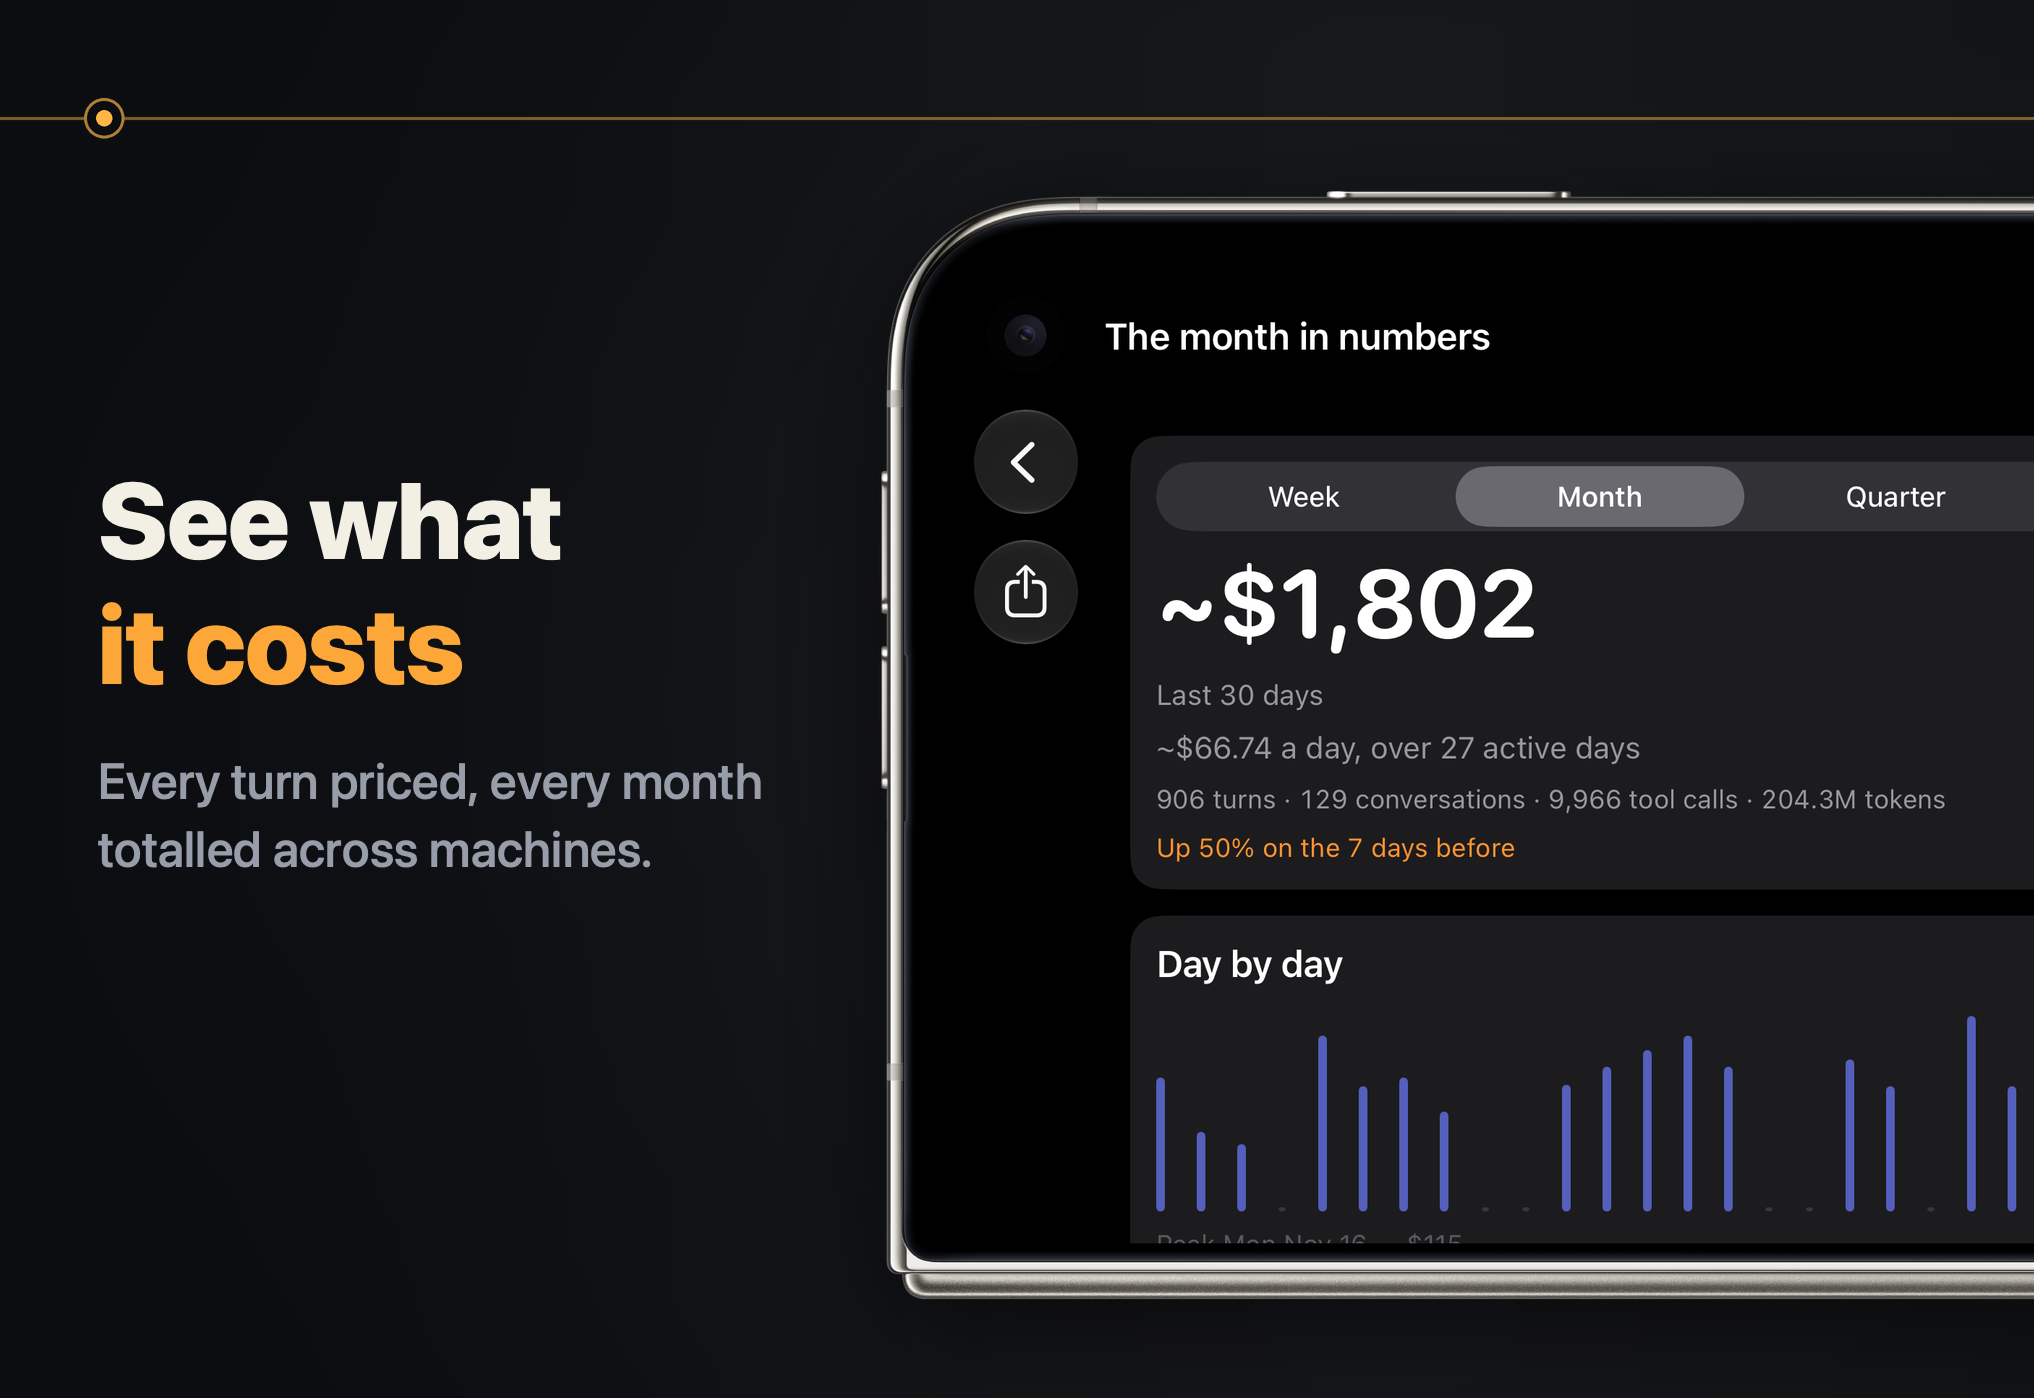 See what
it costs
Every turn priced, every month
totalled across machines.
The month in numbers
Week Month Quarter
~$1,802
Last 30 days
~$66.74 a day, over 27 active days
906 turns · 129 conversations · 9,966 tool calls · 204.3M tokens
Up 50% on the 7 days before
Day by day